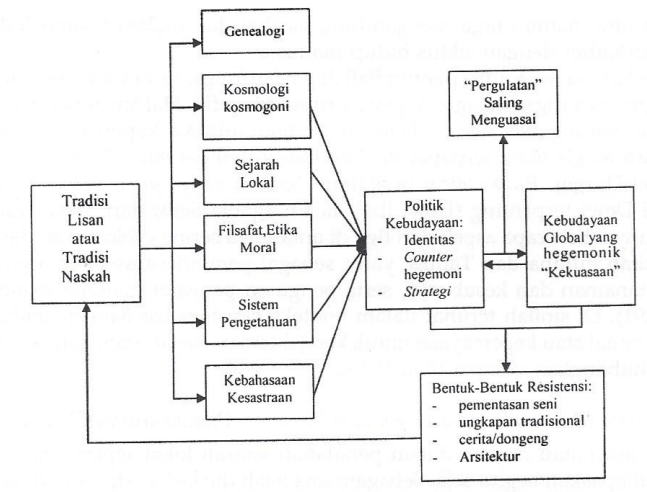 Genealogi
Kosmologi
kosmogoni
Sejarah
Lokal
Filsafat,Etika
Moral
Sistem
Pengetahuan
Kebahasaan
Kesastraan
Tradisi
Lisan
atau
Tradisi
Naskah
"Pergulatan"
Saling
Menguasai
Politik
Kebudayaan:
Identitas
Counter
hegemoni
Strategi
Kebudayaan
Global yang
hegemonik
"Kekuasaan"
Bentuk-Bentuk Resistensi:
- pementasan seni
- ungkapan tradisional
- cerita/dongeng
- Arsitektur